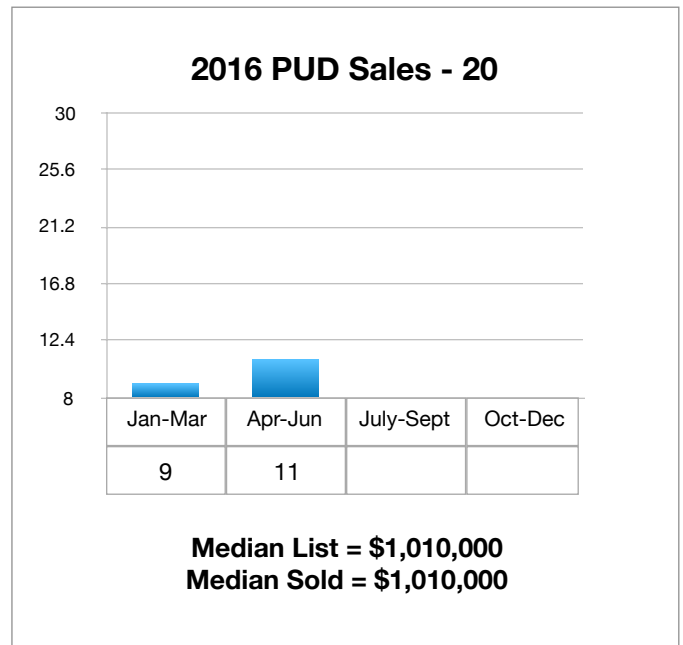 2016 PUD Sales - 20
30
25.6
21.2
16.8
12.4
8
Jan-Mar Apr-Jun July-Sept Oct-Dec
9 11
Median List = $1,010,000
Median Sold = $1,010,000